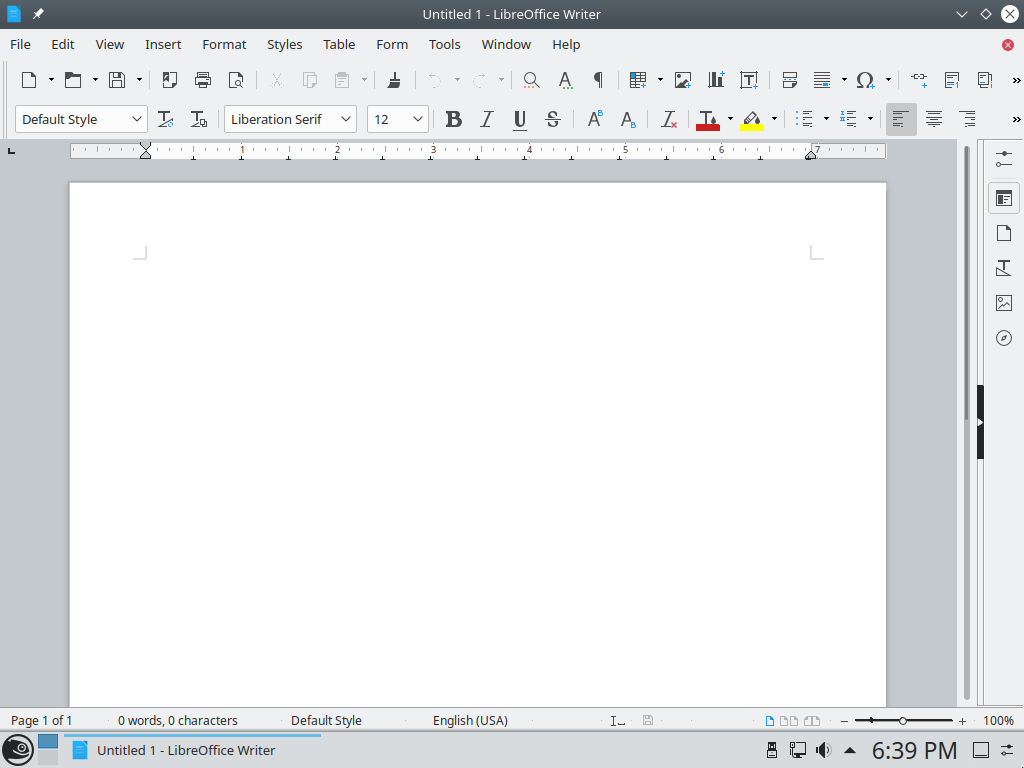 Untitled 1 - LibreOffice Writer
File Edit View Insert Format Styles Table Form Tools Window Help
Default Style Liberation Serif 12
1 2 3 4 5 6 7
Page 1 of 1 0 words, 0 characters Default Style English (USA) 100%
Untitled 1 - LibreOffice Writer 6:39 PM